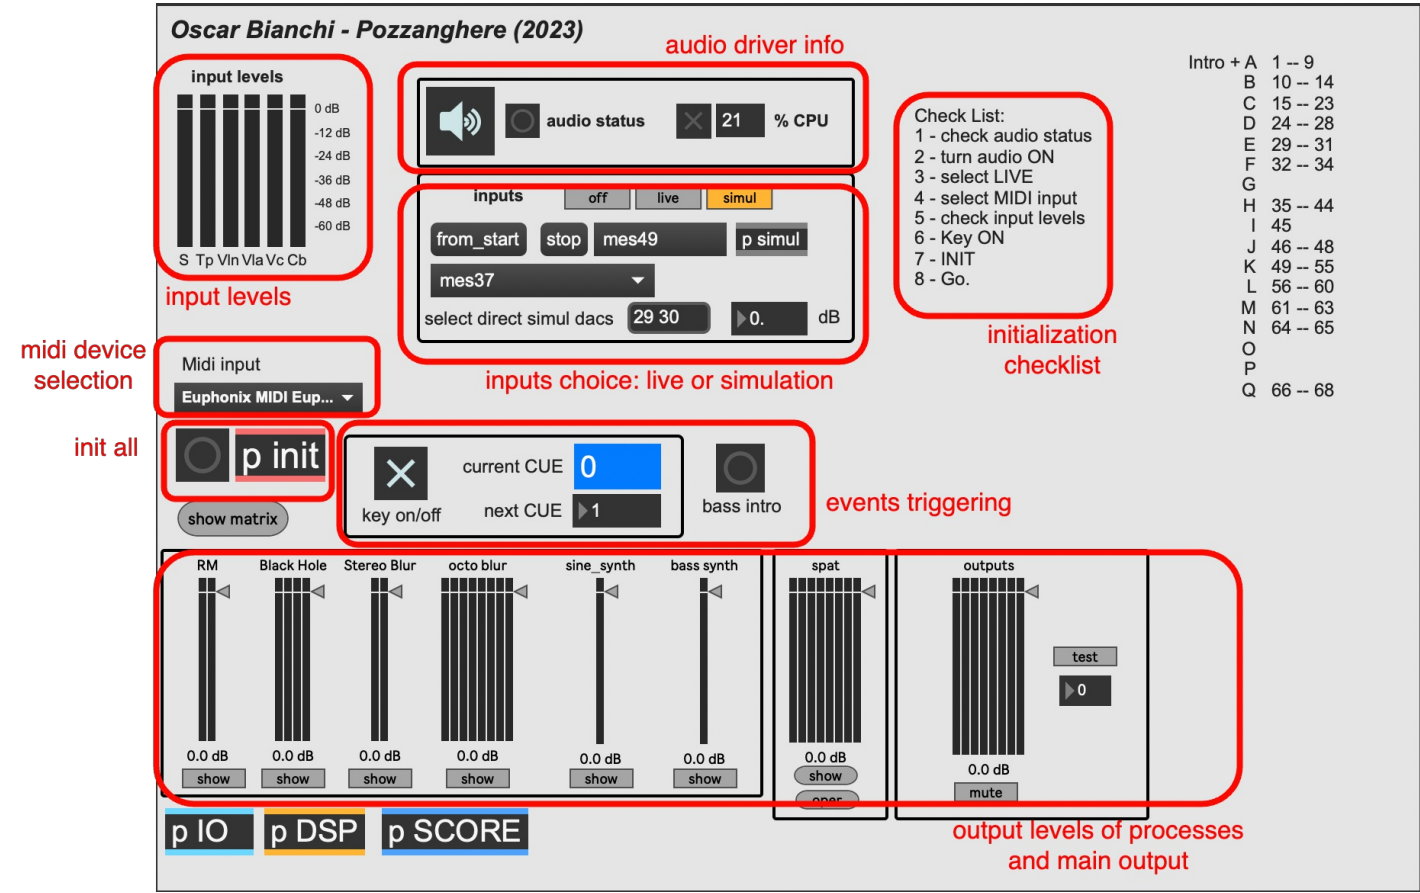 Oscar Bianchi - Pozzanghere (2023)
input levels
0 dB
-12 dB
-24 dB
-36 dB
-48 dB
-60 dB
S Tp Vln Vla Vc Cb
input levels
audio driver info
audio status
21 % CPU
inputs off live simul
from_start stop mes49 p simul
mes37
select direct simul dacs 29 30 0. dB
inputs choice: live or simulation
Check List:
1 - check audio status
2 - turn audio ON
3 - select LIVE
4 - select MIDI input
5 - check input levels
6 - Key ON
7 - INIT
8 - Go.
initialization
checklist
Intro + A 1 -- 9
B 10 -- 14
C 15 -- 23
D 24 -- 28
E 29 -- 31
F 32 -- 34
G
H 35 -- 44
I 45
J 46 -- 48
K 49 -- 55
L 56 -- 60
M 61 -- 63
N 64 -- 65
O
P
Q 66 -- 68
midi device
selection
Midi input
Euphonix MIDI Eup...
init all
p init
show matrix
key on/off
current CUE 0
next CUE 1
bass intro
events triggering
RM Black Hole Stereo Blur octo blur sine_synth bass synth spat outputs
test
0
0.0 dB 0.0 dB 0.0 dB 0.0 dB 0.0 dB 0.0 dB 0.0 dB 0.0 dB
show show show show show show show mute
oper
p IO p DSP p SCORE
output levels of processes
and main output